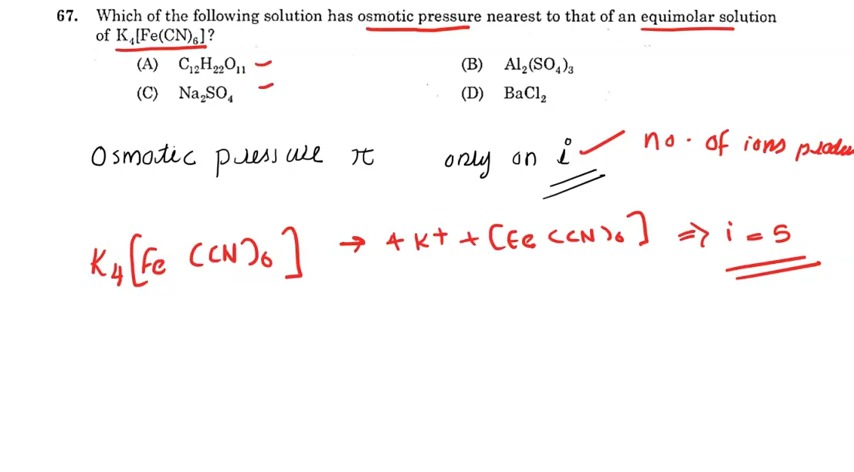 67. Which of the following solution has osmotic pressure nearest to that of an equimolar solution
of K₄[Fe(CN)₆]?
(A) C₁₂H₂₂O₁₁ (B) Al₂(SO₄)₃
(C) Na₂SO₄ (D) BaCl₂
Osmotic pressure π only on i no. of ions
K₄[Fe (CN)₆] → 4K⁺ + [Fe (CN)₆] ⇒ i = 5